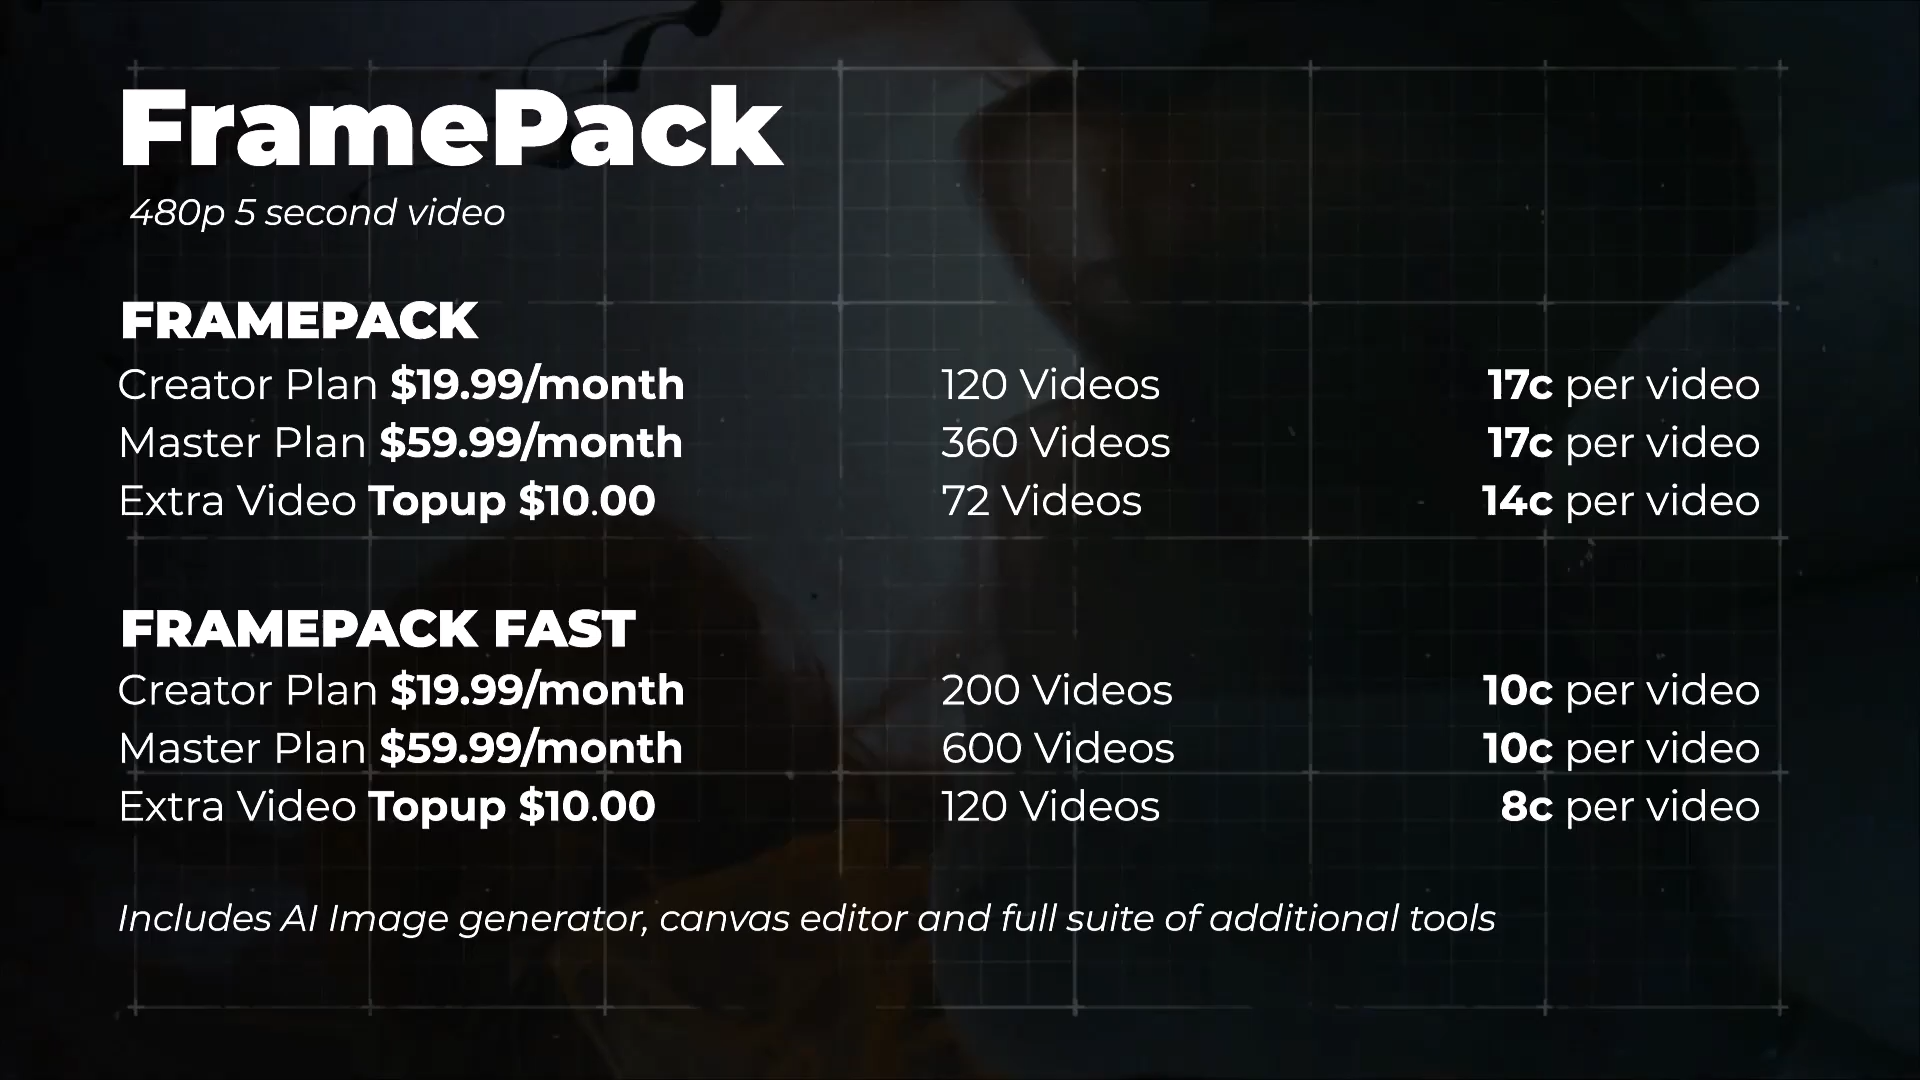 FramePack
480p 5 second video
FRAMEPACK
Creator Plan $19.99/month 120 Videos 17c per video
Master Plan $59.99/month 360 Videos 17c per video
Extra Video Topup $10.00 72 Videos 14c per video
FRAMEPACK FAST
Creator Plan $19.99/month 200 Videos 10c per video
Master Plan $59.99/month 600 Videos 10c per video
Extra Video Topup $10.00 120 Videos 8c per video
Includes AI Image generator, canvas editor and full suite of additional tools